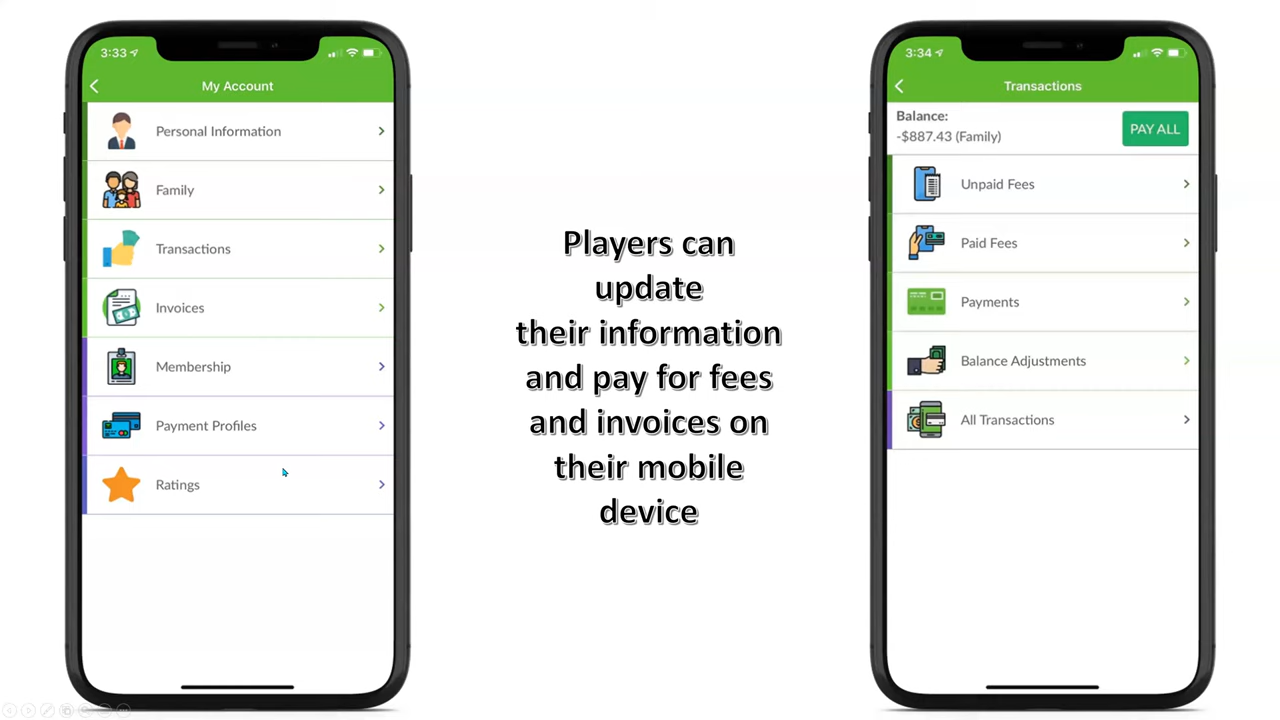 3:33
My Account
Personal Information
Family
Transactions
Invoices
Membership
Payment Profiles
Ratings
Players can
update
their information
and pay for fees
and invoices on
their mobile
device
3:34
Transactions
Balance:
-$887.43 (Family)
PAY ALL
Unpaid Fees
Paid Fees
Payments
Balance Adjustments
All Transactions